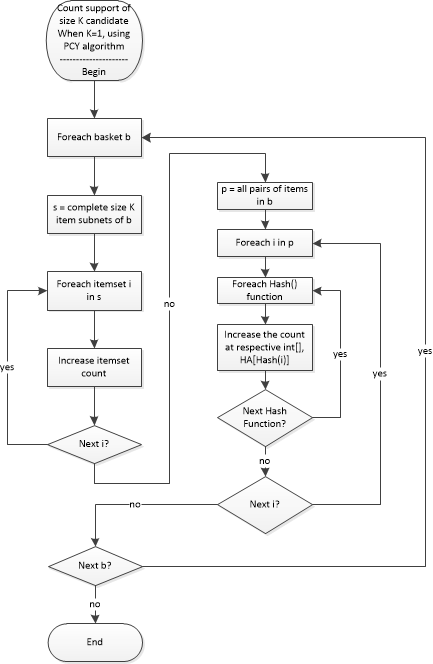 Count support of
size K candidate
When K=1, using
PCY algorithm
----------------------
Begin
Foreach basket b
s = complete size K
item subnets of b
Foreach itemset i
in s
Increase itemset
count
Next i?
yes
no
p = all pairs of items
in b
Foreach i in p
Foreach Hash()
function
Increase the count
at respective int[],
HA[Hash(i)]
Next Hash
Function?
yes
no
Next i?
yes
no
Next b?
yes
no
End